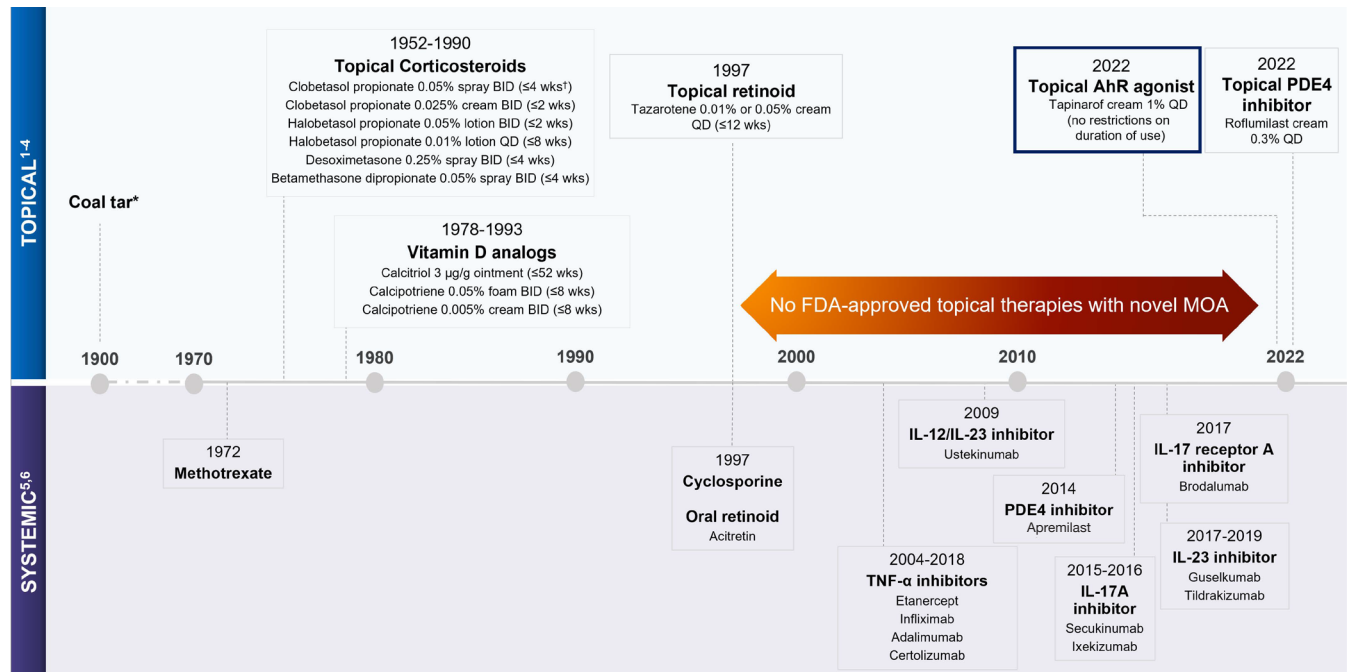 TOPICAL1-4
Coal tar*
1952-1990
Topical Corticosteroids
Clobetasol propionate 0.05% spray BID (≤4 wks†)
Clobetasol propionate 0.025% cream BID (≤2 wks)
Halobetasol propionate 0.05% lotion BID (≤2 wks)
Halobetasol propionate 0.01% lotion QD (≤8 wks)
Desoximetasone 0.25% spray BID (≤4 wks)
Betamethasone dipropionate 0.05% spray BID (≤4 wks)
1978-1993
Vitamin D analogs
Calcitriol 3 µg/g ointment (≤52 wks)
Calcipotriene 0.05% foam BID (≤8 wks)
Calcipotriene 0.005% cream BID (≤8 wks)
1997
Topical retinoid
Tazarotene 0.01% or 0.05% cream
QD (≤12 wks)
2022
Topical AhR agonist
Tapinarof cream 1% QD
(no restrictions on
duration of use)
2022
Topical PDE4
inhibitor
Roflumilast cream
0.3% QD
No FDA-approved topical therapies with novel MOA
1900
1970
1980
1990
2000
2010
2022
SYSTEMIC5,6
1972
Methotrexate
1997
Cyclosporine
Oral retinoid
Acitretin
2004-2018
TNF-α inhibitors
Etanercept
Infliximab
Adalimumab
Certolizumab
2009
IL-12/IL-23 inhibitor
Ustekinumab
2014
PDE4 inhibitor
Apremilast
2015-2016
IL-17A
inhibitor
Secukinumab
Ixekizumab
2017
IL-17 receptor A
inhibitor
Brodalumab
2017-2019
IL-23 inhibitor
Guselkumab
Tildrakizumab